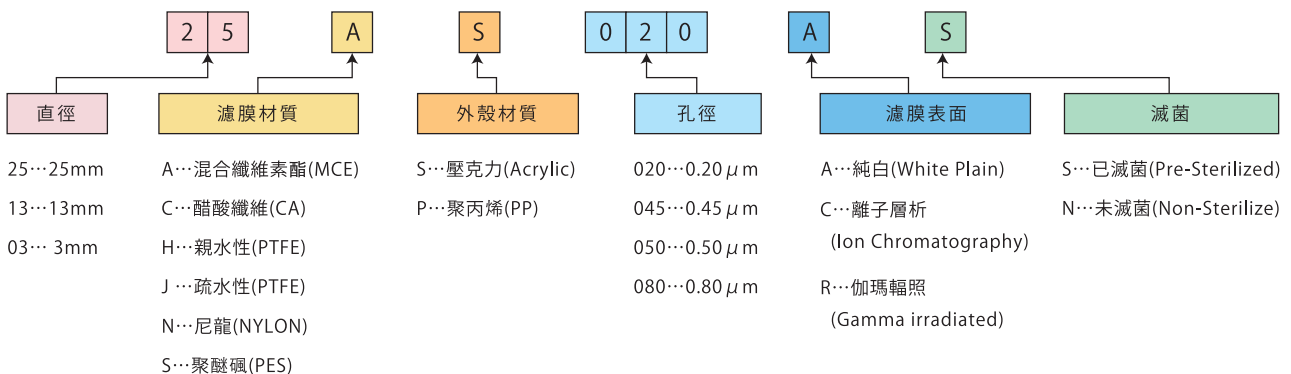 25 A S 020 A S
直徑 濾膜材質 外殼材質 孔徑 濾膜表面 滅菌
25…25mm A…混合纖維素酯(MCE) S…壓克力(Acrylic) 020…0.20μm A…純白(White Plain) S…已滅菌(Pre-Sterilized)
13…13mm C…醋酸纖維(CA) P…聚丙烯(PP) 045…0.45μm C…離子層析 N…未滅菌(Non-Sterilize)
03… 3mm H…親水性(PTFE) 050…0.50μm (Ion Chromatography)
J…疏水性(PTFE) 080…0.80μm R…伽瑪輻照
N…尼龍(NYLON) (Gamma irradiated)
S…聚醚碸(PES)